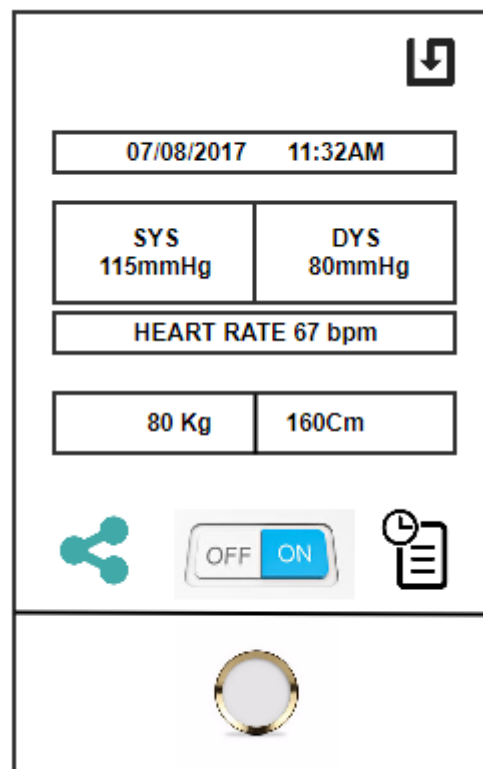 07/08/2017 11:32AM
SYS DYS
115mmHg 80mmHg
HEART RATE 67 bpm
80 Kg 160Cm
OFF ON